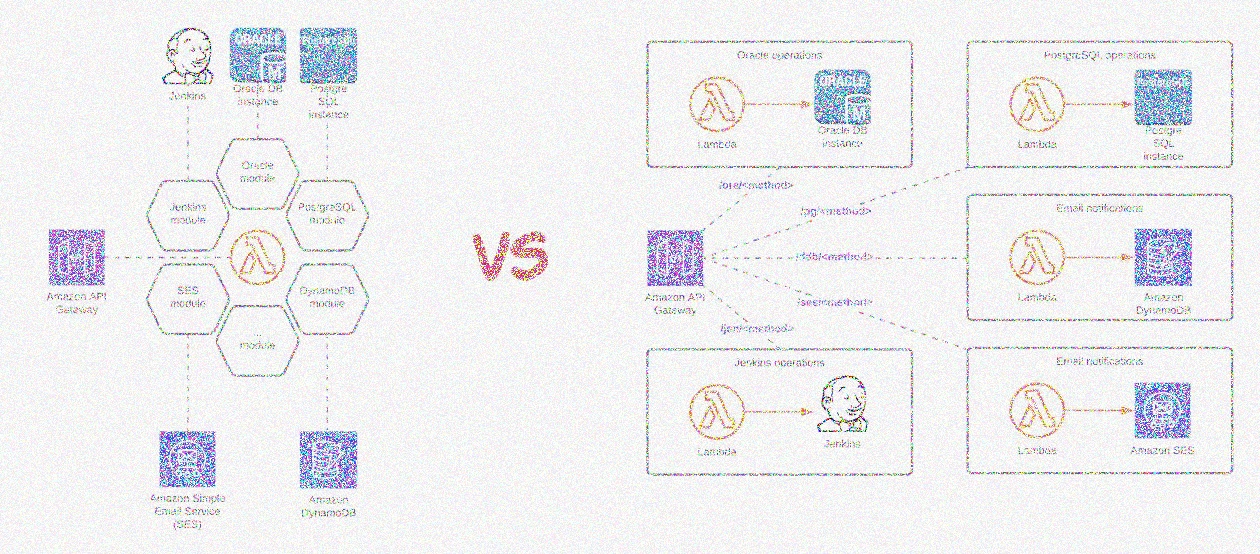 Jenkins
ORACLE
Oracle DB
instance
Postgre
SQL
instance
Oracle
module
Jenkins
module
PostgreSQL
module
Amazon API
Gateway
SES
module
DynamoDB
module
...
module
Amazon Simple
Email Service
(SES)
Amazon
DynamoDB
VS
Oracle operations
Lambda
ORACLE
Oracle DB
instance
PostgreSQL operations
Lambda
Postgre
SQL
instance
/ora/<method>
/pg/<method>
/ddb/<method>
/ses/<method>
/jen/<method>
Amazon API
Gateway
Email notifications
Lambda
Amazon
DynamoDB
Jenkins operations
Lambda
Jenkins
Email notifications
Lambda
Amazon SES